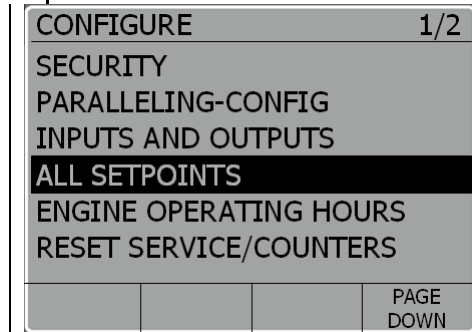 CONFIGURE 1/2
SECURITY
PARALLELING-CONFIG
INPUTS AND OUTPUTS
ALL SETPOINTS
ENGINE OPERATING HOURS
RESET SERVICE/COUNTERS
PAGE
DOWN